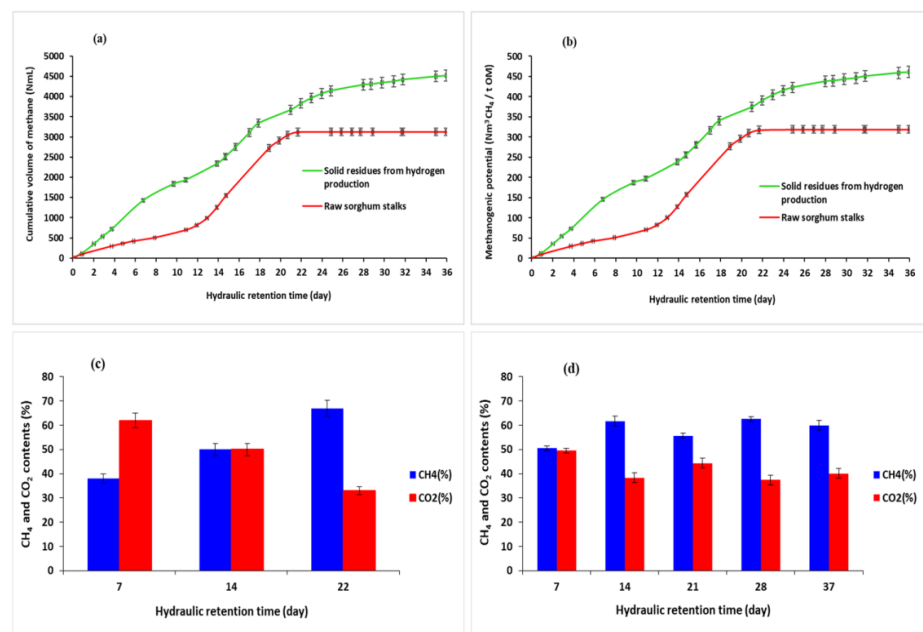 (a)
Cumulative volume of methane (NmL)
5000
4500
4000
3500
3000
2500
2000
1500
1000
500
0
Solid residues from hydrogen
production
Raw sorghum stalks
0 2 4 6 8 10 12 14 16 18 20 22 24 26 28 30 32 34 36
Hydraulic retention time (day)
(b)
Methanogenic potential (Nm³ CH₄ / t OM)
500
450
400
350
300
250
200
150
100
50
0
Solid residues from hydrogen
production
Raw sorghum stalks
0 2 4 6 8 10 12 14 16 18 20 22 24 26 28 30 32 34 36
Hydraulic retention time (day)
(c)
CH₄ and CO₂ contents (%)
80
70
60
50
40
30
20
10
0
CH4(%)
CO2(%)
7 14 22
Hydraulic retention time (day)
(d)
CH₄ and CO₂ contents (%)
80
70
60
50
40
30
20
10
0
CH4(%)
CO2(%)
7 14 21 28 37
Hydraulic retention time (day)